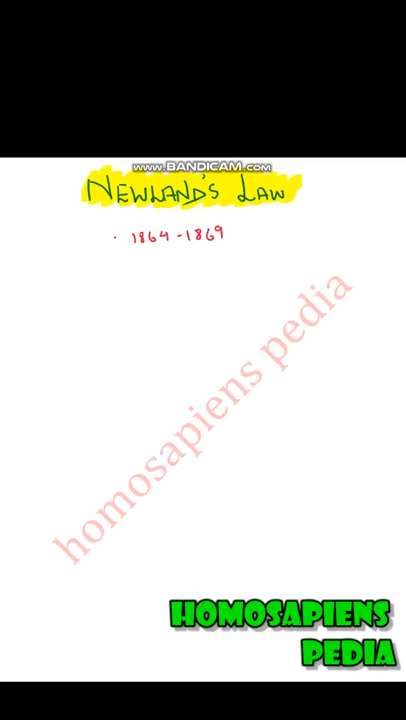 www.BANDICAM.com
NEWLAND'S LAW
· 1864-1869
homosapiens pedia
HOMOSAPIENS
PEDIA